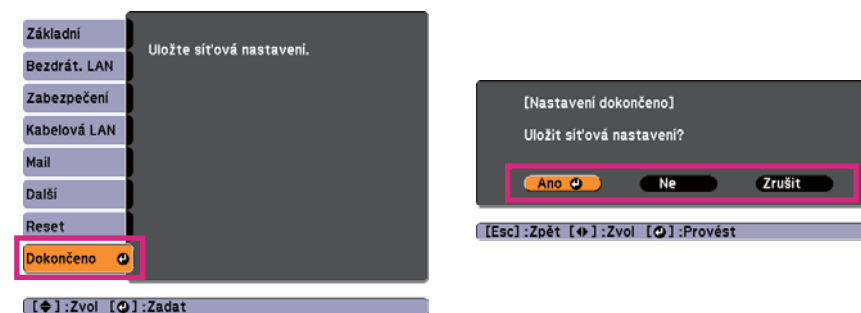 Základní
Bezdrát. LAN
Zabezpečení
Kabelová LAN
Mail
Další
Reset
Dokončeno
Uložte síťová nastavení.
[]:Zvol []:Zadat
[Nastavení dokončeno]
Uložit síťová nastavení?
Ano Ne Zrušit
[Esc]:Zpět []:Zvol []:Provést